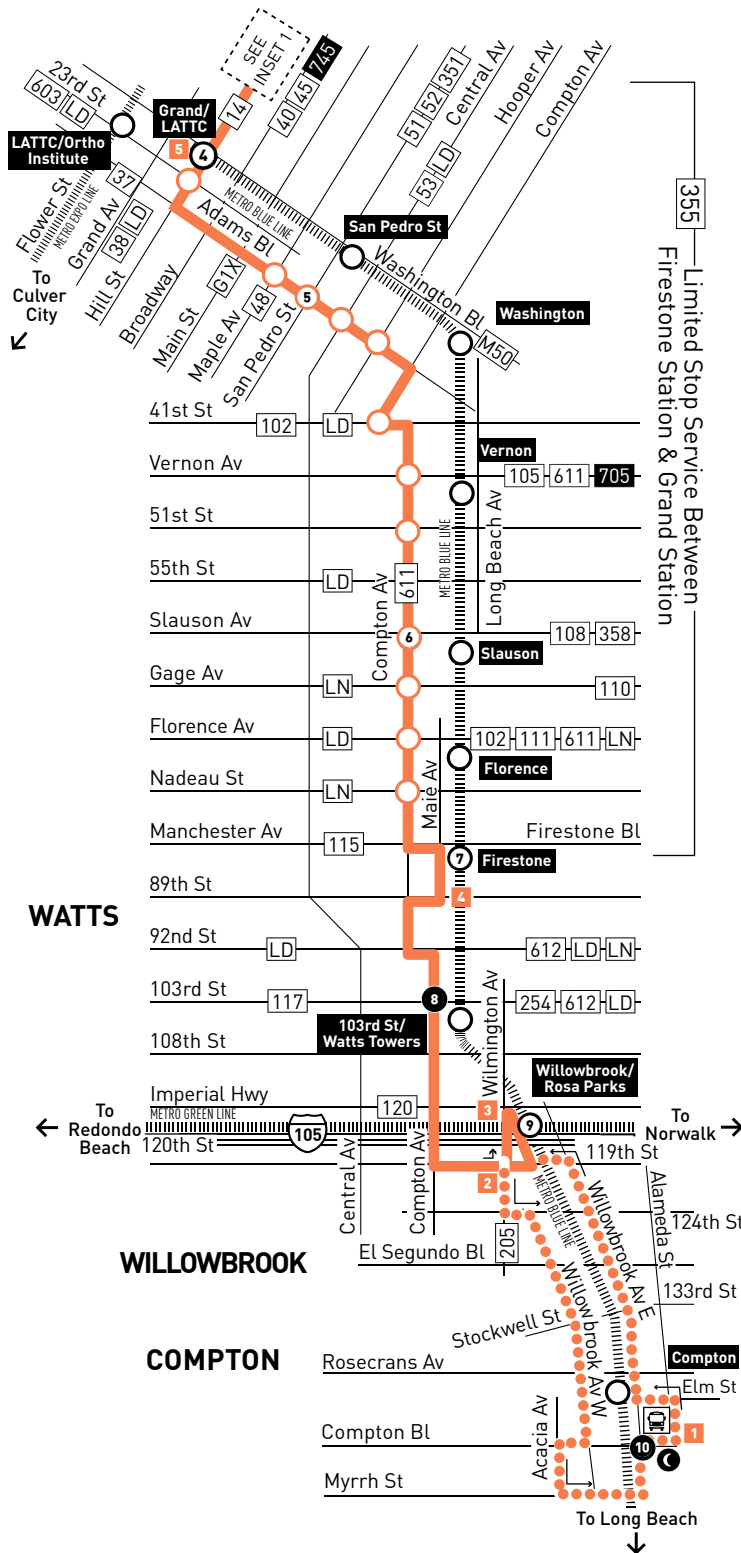 SEE
INSET 1
14
40
45
745
51
52
351
Central Av
Hooper Av
Compton Av
53
LD
23rd St
603
LD
LATTC/Ortho
Institute
Grand/
LATTC
5
4
37
Flower St
METRO EXPO LINE
Grand Av
38
LD
Hill St
Broadway
Main St
G1X
Maple Av
48
San Pedro St
Adams Bl
METRO BLUE LINE
San Pedro St
Washington Bl
Washington
M50
5
To
Culver
City
355
Limited Stop Service Between
Firestone Station & Grand Station
41st St
102
LD
Vernon Av
Vernon
105
611
705
51st St
METRO BLUE LINE
Long Beach Av
55th St
LD
611
Compton Av
Slauson Av
6
108
358
Slauson
Gage Av
LN
110
Florence Av
LD
102
111
611
LN
Florence
Maie Av
Nadeau St
LN
Manchester Av
115
Firestone Bl
7
Firestone
89th St
4
WATTS
92nd St
LD
612
LD
LN
103rd St
117
8
254
612
LD
103rd St/
Watts Towers
Wilmington Av
108th St
Willowbrook/
Rosa Parks
Imperial Hwy
METRO GREEN LINE
120
3
To
Redondo
Beach
105
9
To
Norwalk
120th St
119th St
Central Av
Compton Av
2
METRO BLUE LINE
Willowbrook Av E
Alameda St
124th St
205
WILLOWBROOK
El Segundo Bl
133rd St
Stockwell St
Willowbrook Av W
COMPTON
Rosecrans Av
Compton
Elm St
Acacia Av
1
Compton Bl
10
Myrrh St
To Long Beach